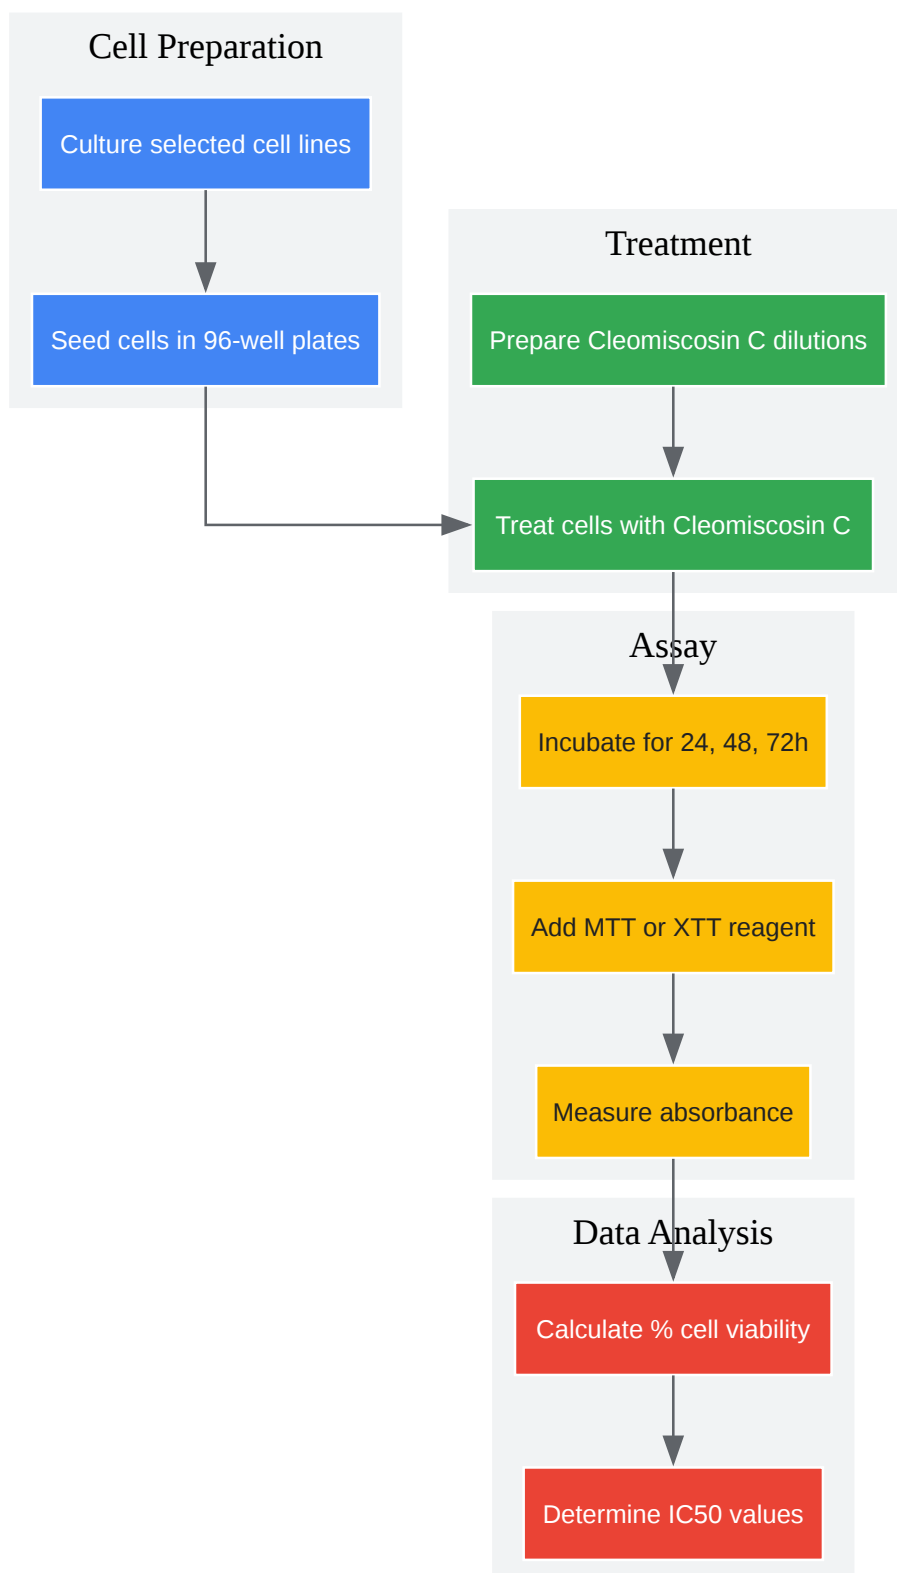 Cell Preparation
Culture selected cell lines
Seed cells in 96-well plates
Treatment
Prepare Cleomiscosin C dilutions
Treat cells with Cleomiscosin C
Assay
Incubate for 24, 48, 72h
Add MTT or XTT reagent
Measure absorbance
Data Analysis
Calculate % cell viability
Determine IC50 values